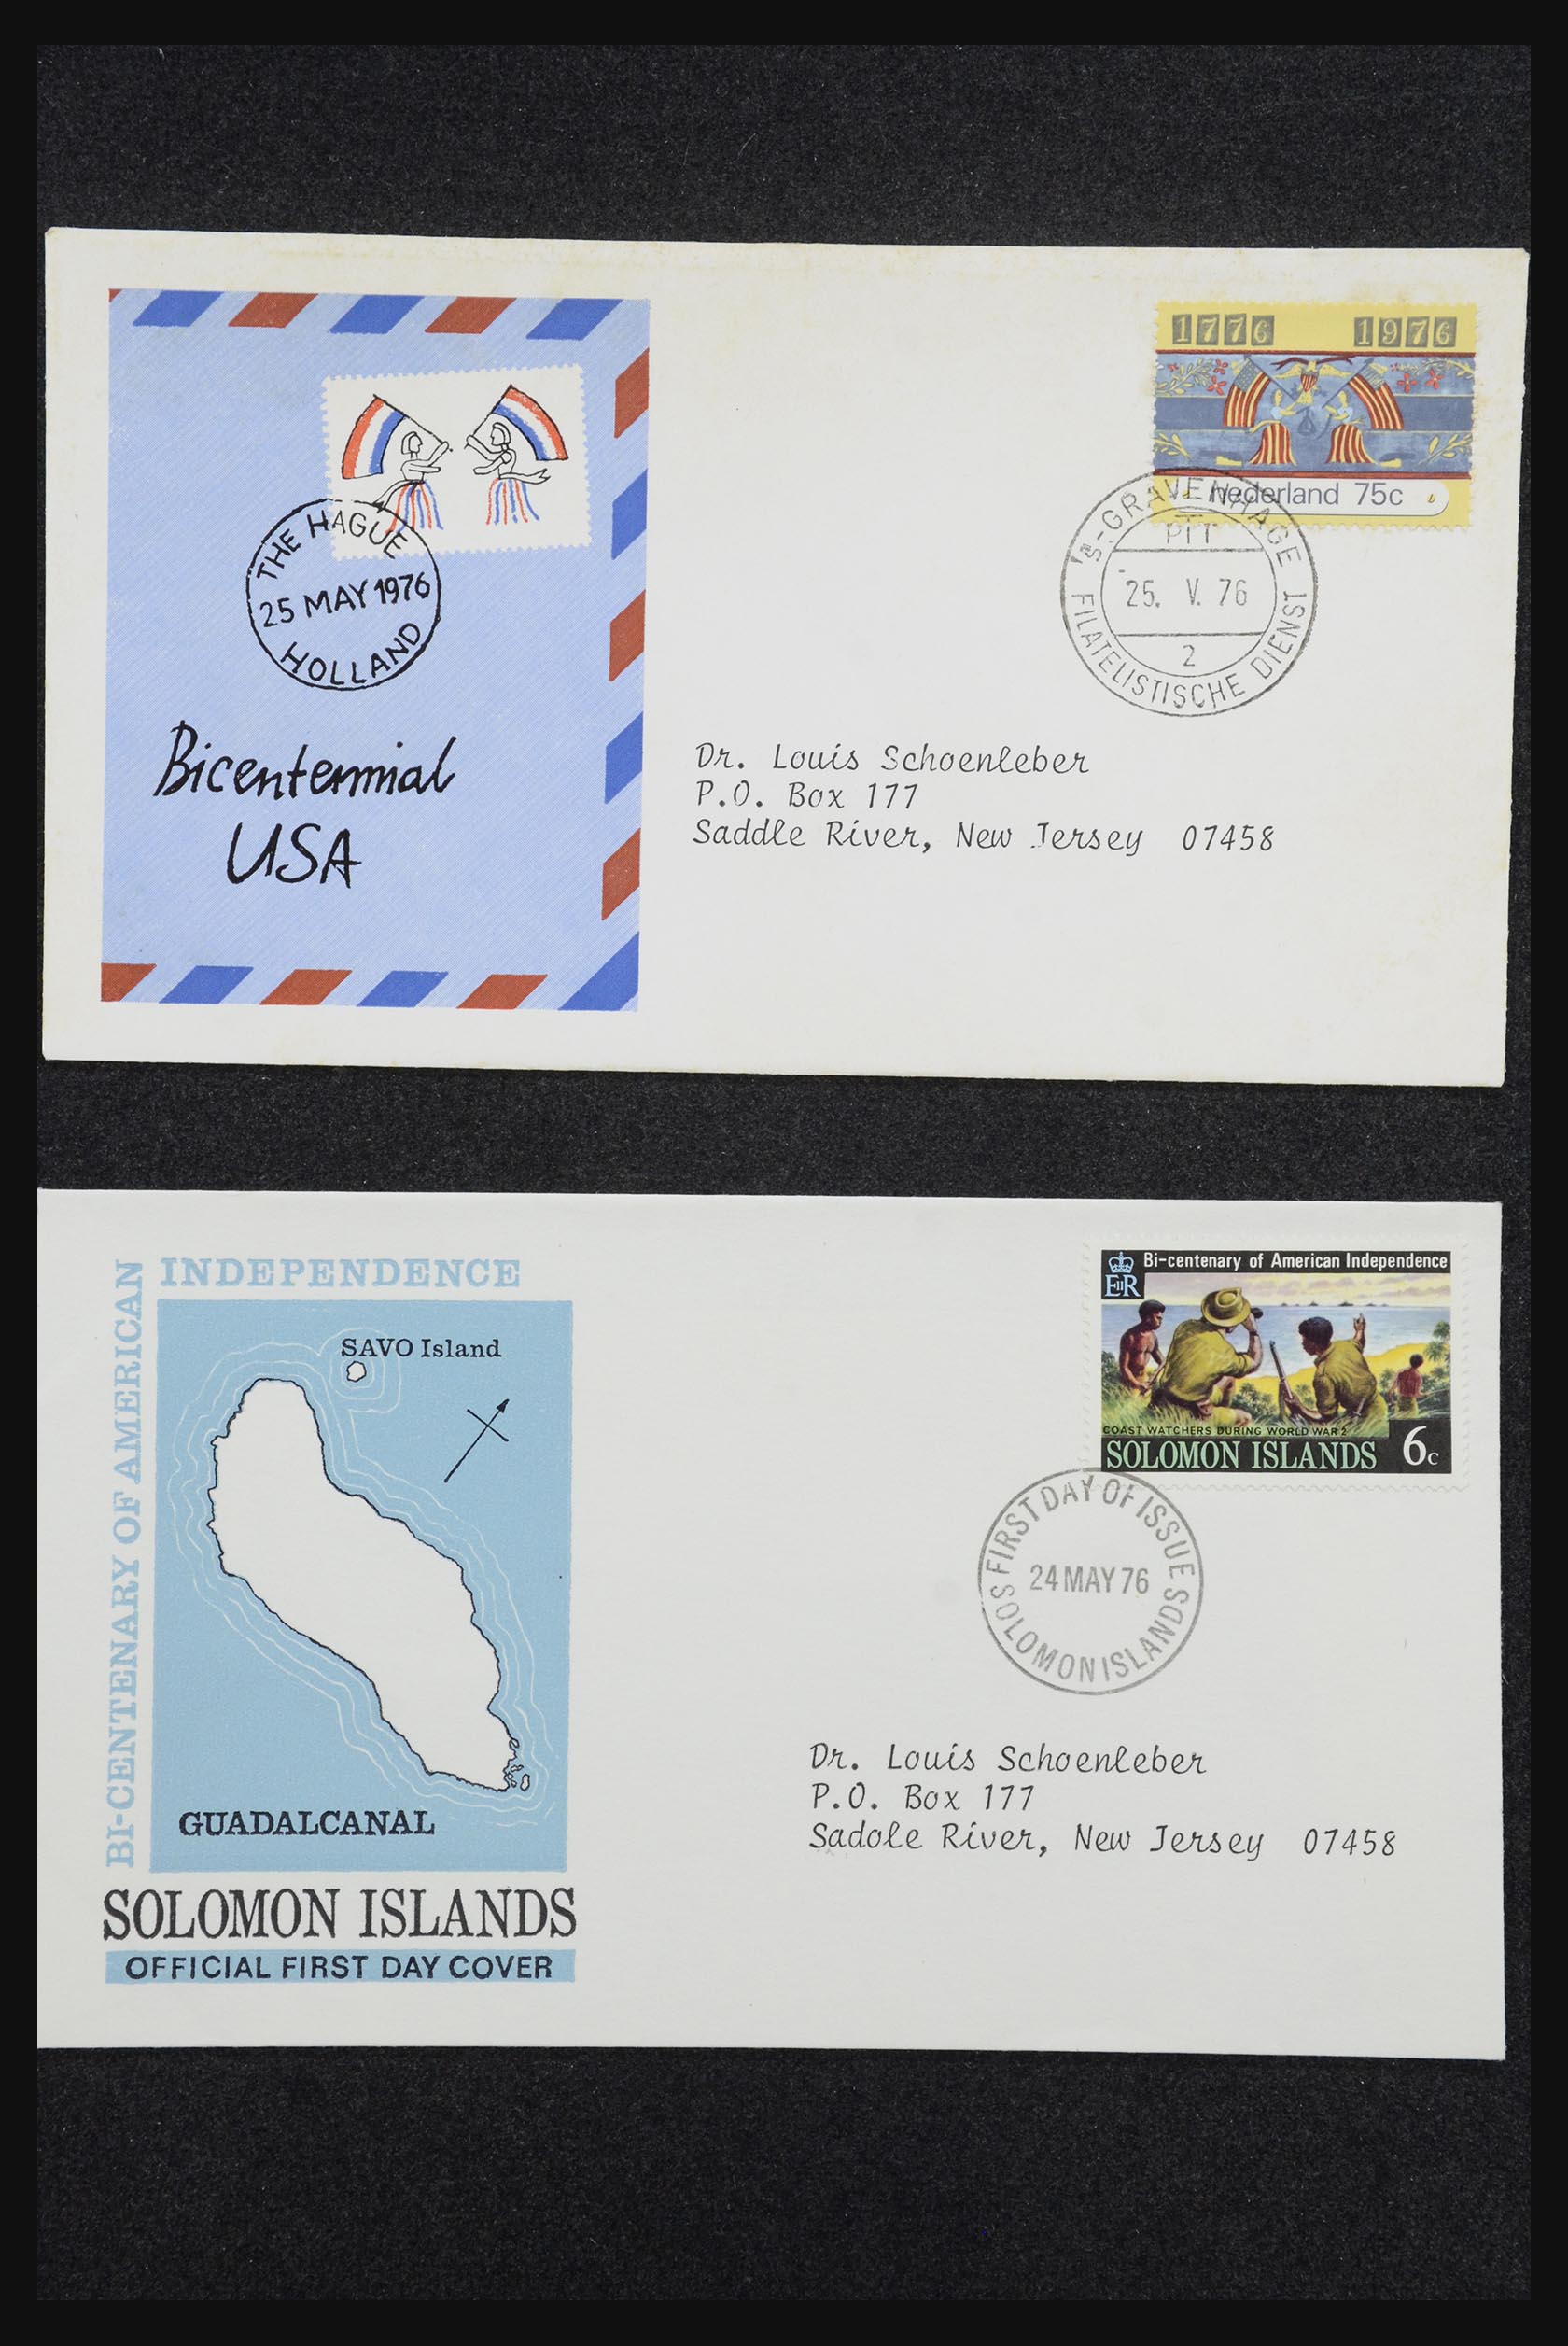 1776 1976
nederland 75c
THE HAGUE
25 MAY 1976
HOLLAND
's-GRAVENHAGE
PTT
25. V. 76
2
FILATELISTISCHE DIENST
Bicentennial
USA
Dr. Louis Schoenleber
P.O. Box 177
Saddle River, New Jersey 07458
BI-CENTENARY OF AMERICAN INDEPENDENCE
SAVO Island
GUADALCANAL
SOLOMON ISLANDS
OFFICIAL FIRST DAY COVER
EIIR
Bi-centenary of American Independence
COAST WATCHERS DURING WORLD WAR 2
SOLOMON ISLANDS 6c
FIRST DAY OF ISSUE
24 MAY 76
SOLOMON ISLANDS
Dr. Louis Schoenleber
P.O. Box 177
Sadole River, New Jersey 07458